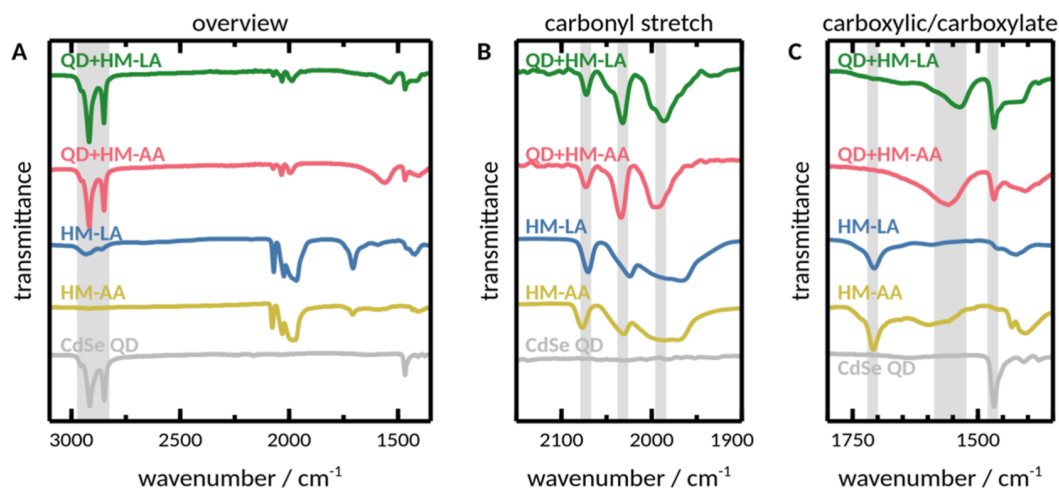 overview
A
QD+HM-LA
QD+HM-AA
HM-LA
HM-AA
CdSe QD
transmittance
3000 2500 2000 1500
wavenumber / cm⁻¹
carbonyl stretch
B
QD+HM-LA
QD+HM-AA
HM-LA
HM-AA
CdSe QD
transmittance
2100 2000 1900
wavenumber / cm⁻¹
carboxylic/carboxylate
C
QD+HM-LA
QD+HM-AA
HM-LA
HM-AA
CdSe QD
transmittance
1750 1500
wavenumber / cm⁻¹